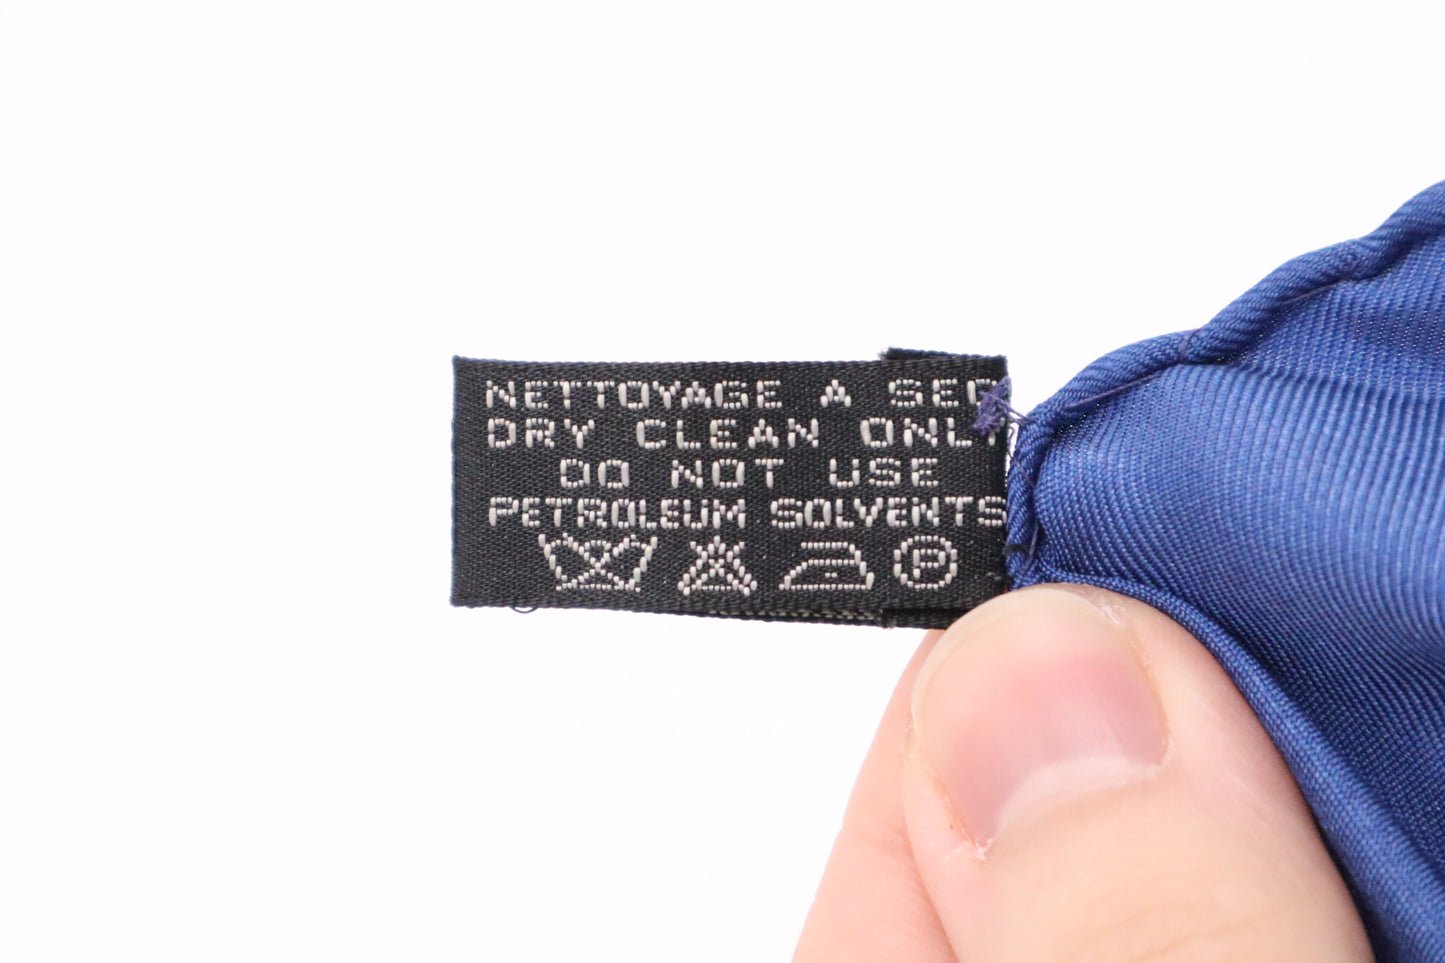 NETTOYAGE A SEC
DRY CLEAN ONLY
DO NOT USE
PETROLEUM SOLVENTS
P